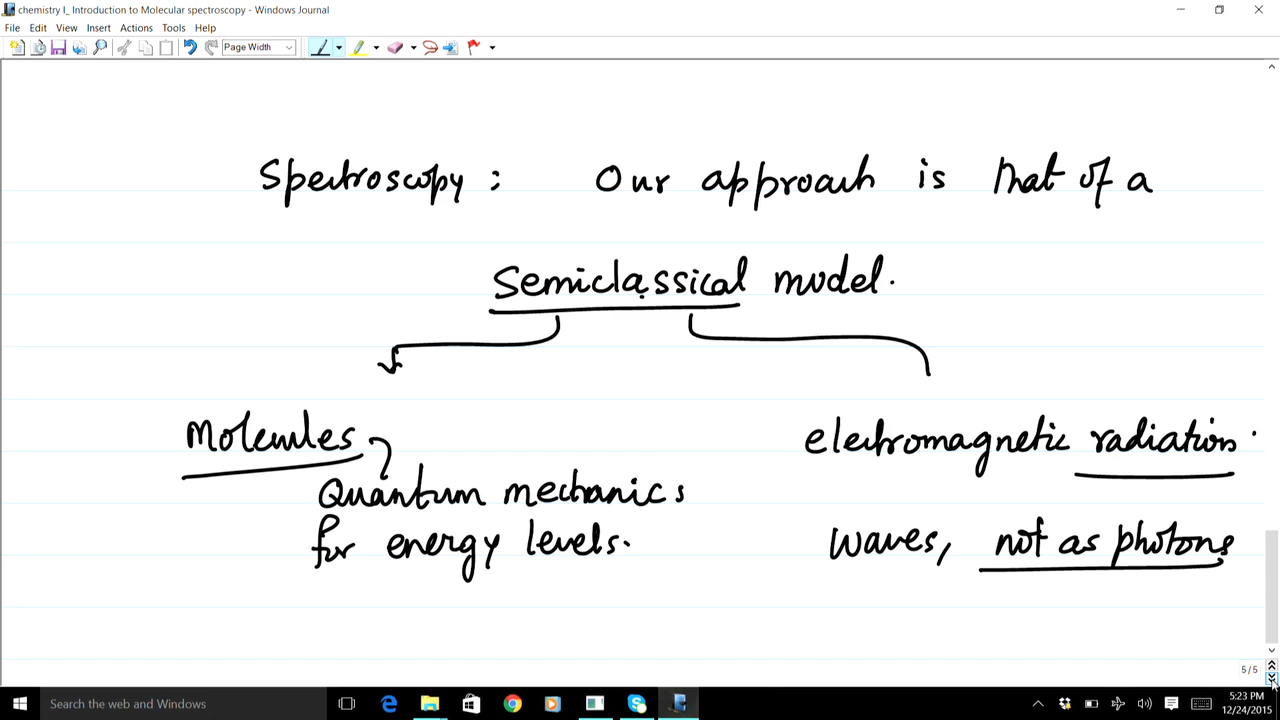 chemistry I_ Introduction to Molecular spectroscopy - Windows Journal
File Edit View Insert Actions Tools Help
Page Width
Spectroscopy : Our approach is that of a
Semiclassical model.
Molecules
electromagnetic radiation.
Quantum mechanics
for energy levels.
waves, not as photons
5/5
Search the web and Windows
5:23 PM
12/24/2015